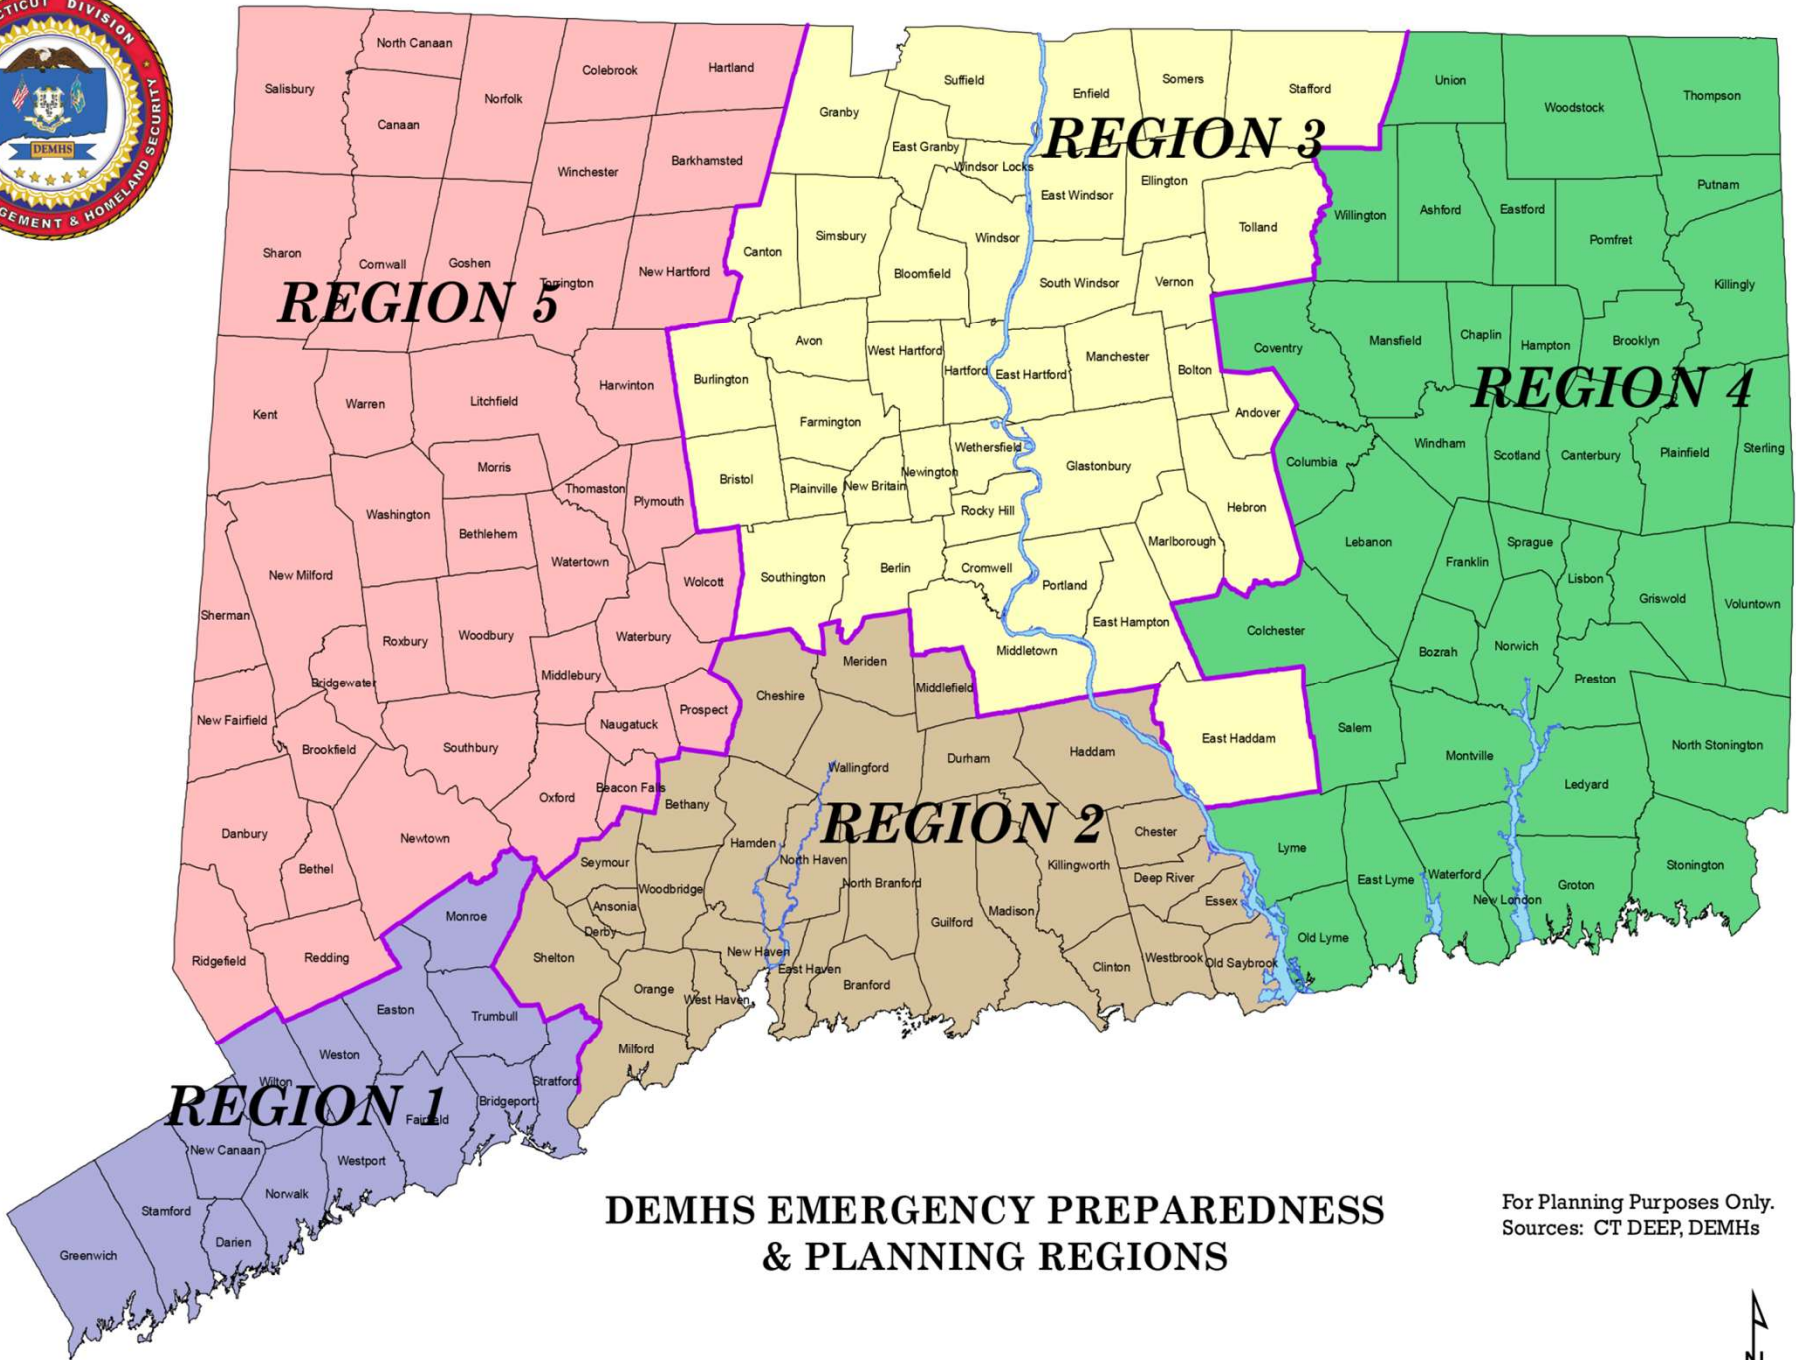 CTICUT DIVISION
GEMENT & HOMELAND SECURITY
DEMHS
North Canaan
Salisbury
Canaan
Norfolk
Colebrook
Hartland
Winchester
Barkhamsted
Sharon
Cornwall
Goshen
Torrington
New Hartford
REGION 5
Kent
Warren
Litchfield
Harwinton
Morris
Thomaston
Plymouth
Washington
Bethlehem
Watertown
New Milford
Wolcott
Sherman
Roxbury
Woodbury
Waterbury
Middlebury
Bridgewater
Prospect
New Fairfield
Naugatuck
Brookfield
Southbury
Oxford
Beacon Falls
Danbury
Newtown
Bethel
Ridgefield
Redding
Granby
Suffield
Enfield
Somers
Stafford
East Granby
Windsor Locks
REGION 3
East Windsor
Ellington
Tolland
Canton
Simsbury
Windsor
Bloomfield
South Windsor
Vernon
Avon
West Hartford
Hartford
East Hartford
Manchester
Bolton
Burlington
Farmington
Andover
Wethersfield
Glastonbury
Bristol
Plainville
New Britain
Newington
Rocky Hill
Hebron
Marlborough
Southington
Berlin
Cromwell
Portland
East Hampton
Middletown
East Haddam
Union
Woodstock
Thompson
Putnam
Willington
Ashford
Eastford
Pomfret
Killingly
Coventry
Mansfield
Chaplin
Hampton
Brooklyn
REGION 4
Columbia
Windham
Scotland
Canterbury
Plainfield
Sterling
Lebanon
Franklin
Sprague
Lisbon
Griswold
Voluntown
Colchester
Bozrah
Norwich
Preston
Salem
Montville
North Stonington
Ledyard
Lyme
East Lyme
Waterford
New London
Groton
Stonington
Old Lyme
Meriden
Cheshire
Middlefield
Wallingford
Durham
Haddam
REGION 2
Bethany
Hamden
North Haven
Chester
Killingworth
Deep River
Essex
Seymour
Woodbridge
North Branford
Ansonia
Derby
Guilford
Madison
Shelton
New Haven
East Haven
Clinton
Westbrook
Old Saybrook
Orange
West Haven
Branford
Milford
Monroe
Easton
Trumbull
Weston
Wilton
Stratford
REGION 1
Bridgeport
Fairfield
New Canaan
Westport
Norwalk
Stamford
Darien
Greenwich
DEMHS EMERGENCY PREPAREDNESS
& PLANNING REGIONS
For Planning Purposes Only.
Sources: CT DEEP, DEMHs